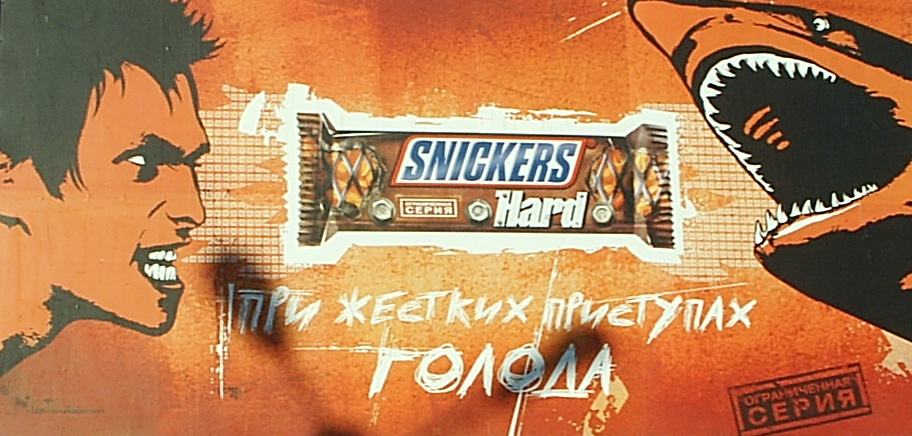 SNICKERS
СЕРИЯ
Hard
ПРИ ЖЕСТКИХ ПРИСТУПАХ
ГОЛОДА
ОГРАНИЧЕННАЯ
СЕРИЯ